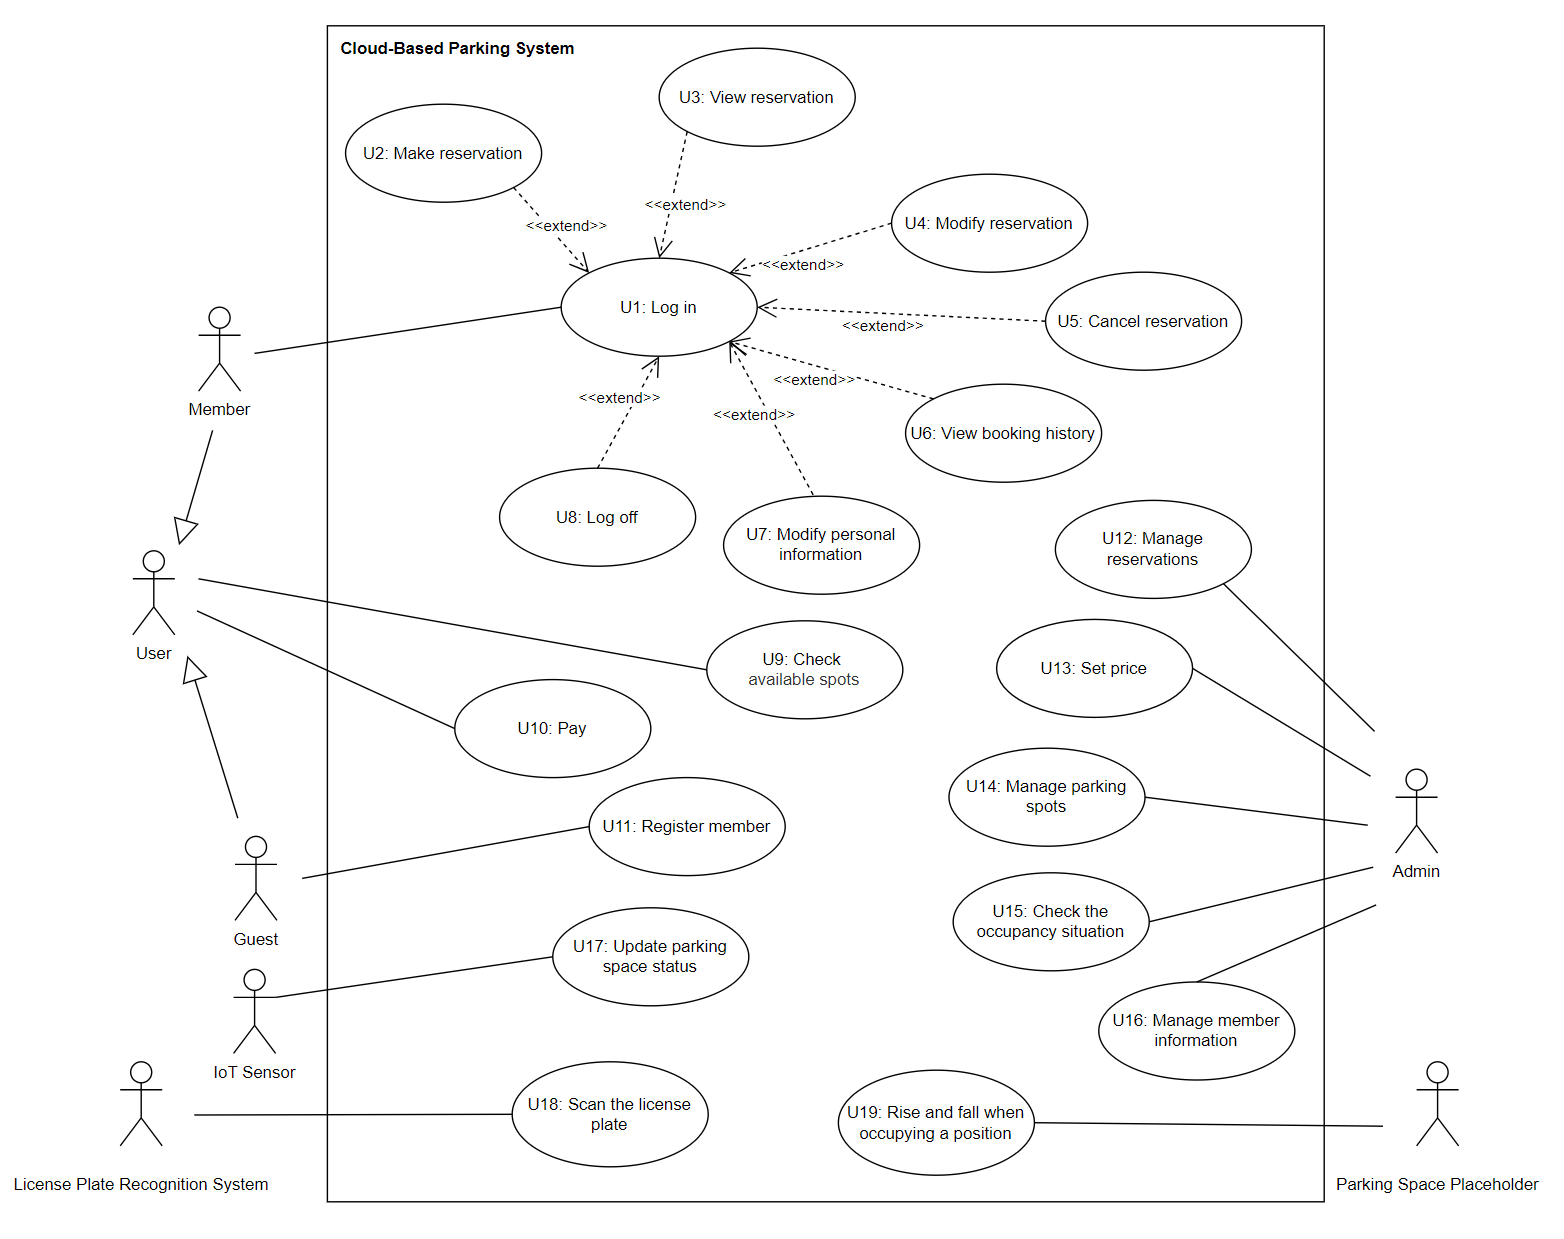 Cloud-Based Parking System
U3: View reservation
U2: Make reservation
<<extend>>
<<extend>>
U4: Modify reservation
<<extend>>
U1: Log in
U5: Cancel reservation
<<extend>>
Member
<<extend>>
<<extend>>
<<extend>>
U6: View booking history
U8: Log off
U7: Modify personal
information
U12: Manage
reservations
User
U9: Check
available spots
U13: Set price
U10: Pay
U14: Manage parking
spots
U11: Register member
Admin
Guest
U15: Check the
occupancy situation
U17: Update parking
space status
U16: Manage member
information
IoT Sensor
U18: Scan the license
plate
U19: Rise and fall when
occupying a position
License Plate Recognition System
Parking Space Placeholder